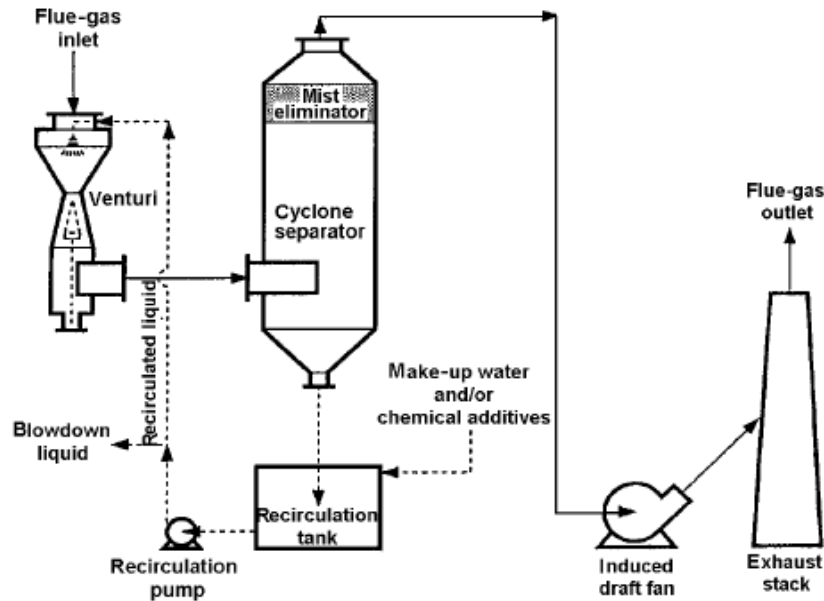 Flue-gas
inlet
Mist
eliminator
Venturi
Cyclone
separator
Flue-gas
outlet
Recirculated liquid
Make-up water
and/or
chemical additives
Blowdown
liquid
Recirculation
tank
Recirculation
pump
Induced
draft fan
Exhaust
stack